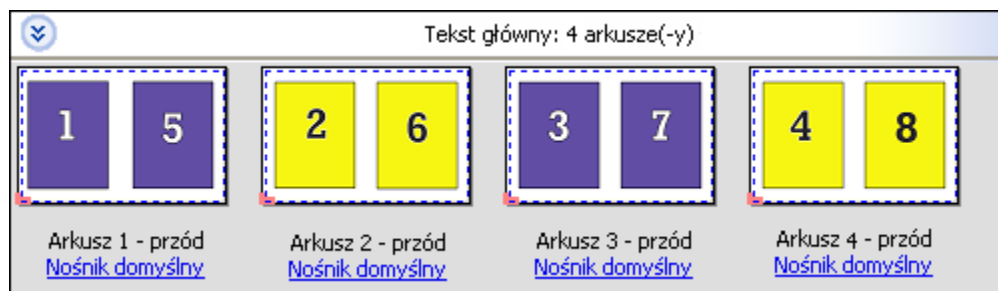 Tekst główny: 4 arkusze(-y)
1 5 2 6 3 7 4 8
Arkusz 1 - przód Arkusz 2 - przód Arkusz 3 - przód Arkusz 4 - przód
Nośnik domyślny Nośnik domyślny Nośnik domyślny Nośnik domyślny